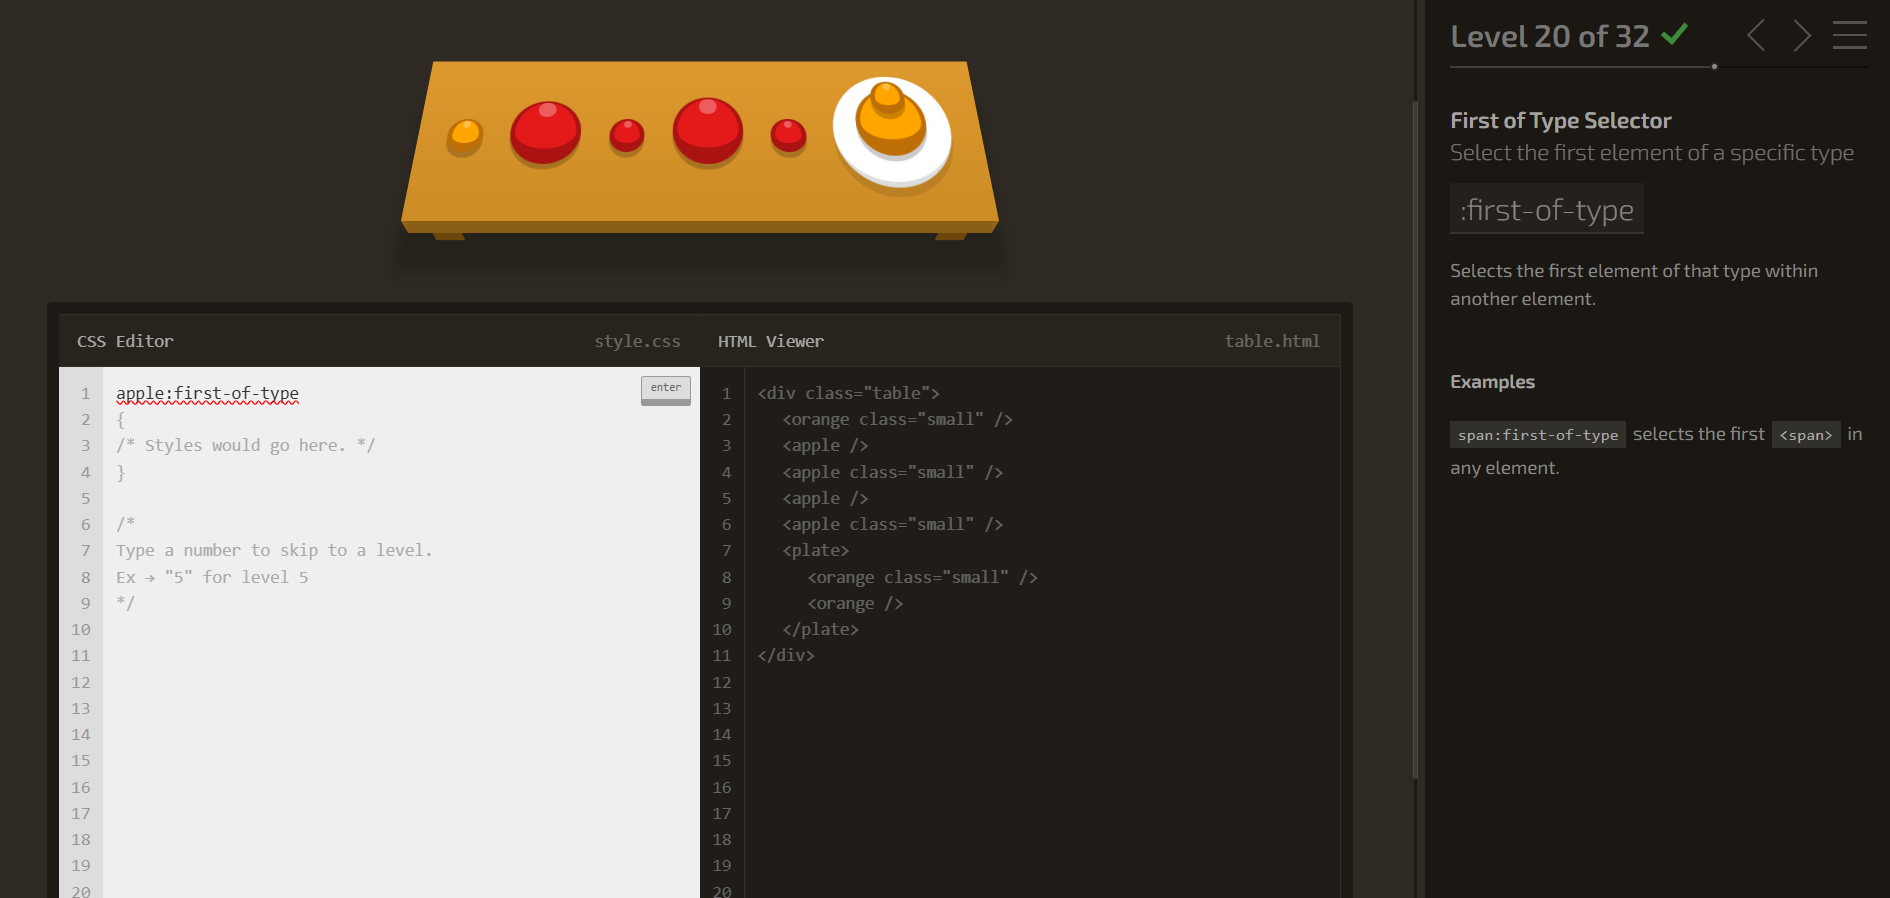 Level 20 of 32
First of Type Selector
Select the first element of a specific type
:first-of-type
Selects the first element of that type within
another element.
Examples
span:first-of-type selects the first <span> in
any element.
CSS Editor
style.css
1 apple:first-of-type
enter
2 {
3 /* Styles would go here. */
4 }
5
6 /*
7 Type a number to skip to a level.
8 Ex → "5" for level 5
9 */
10
11
12
13
14
15
16
17
18
19
20
HTML Viewer
table.html
1 <div class="table">
2 <orange class="small" />
3 <apple />
4 <apple class="small" />
5 <apple />
6 <apple class="small" />
7 <plate>
8 <orange class="small" />
9 <orange />
10 </plate>
11 </div>
12
13
14
15
16
17
18
19
20